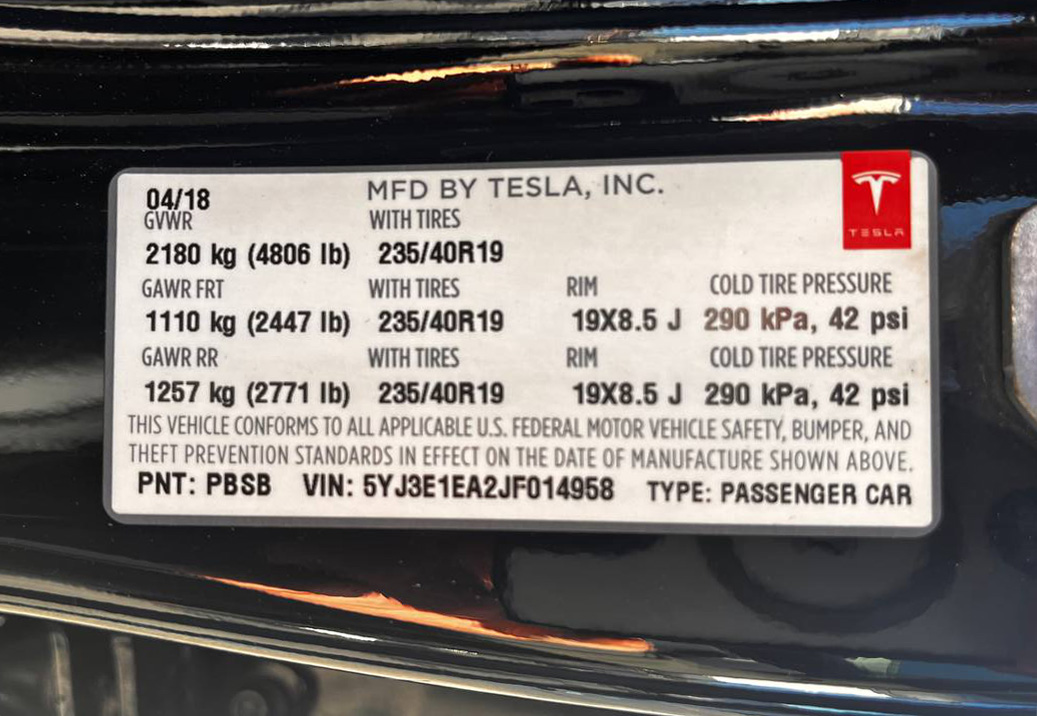 04/18 MFD BY TESLA, INC.
TESLA
GVWR WITH TIRES
2180 kg (4806 lb) 235/40R19
GAWR FRT WITH TIRES RIM COLD TIRE PRESSURE
1110 kg (2447 lb) 235/40R19 19X8.5 J 290 kPa, 42 psi
GAWR RR WITH TIRES RIM COLD TIRE PRESSURE
1257 kg (2771 lb) 235/40R19 19X8.5 J 290 kPa, 42 psi
THIS VEHICLE CONFORMS TO ALL APPLICABLE U.S. FEDERAL MOTOR VEHICLE SAFETY, BUMPER, AND
THEFT PREVENTION STANDARDS IN EFFECT ON THE DATE OF MANUFACTURE SHOWN ABOVE.
PNT: PBSB VIN: 5YJ3E1EA2JF014958 TYPE: PASSENGER CAR